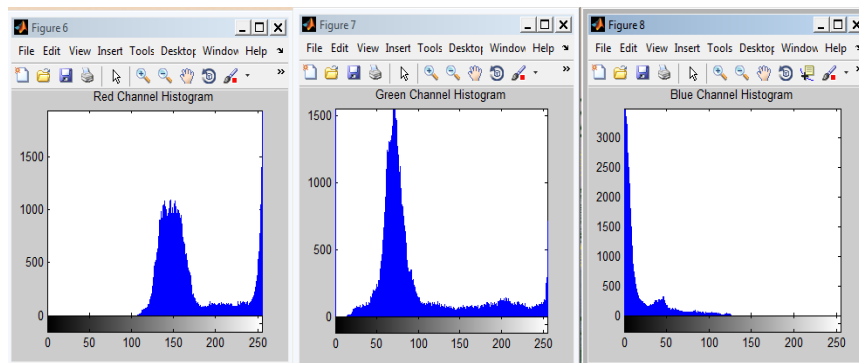 Figure 6
File Edit View Insert Tools Desktop Window Help
Red Channel Histogram
1500
1000
500
0
0 50 100 150 200 250
Figure 7
File Edit View Insert Tools Desktop Window Help
Green Channel Histogram
1500
1000
500
0
0 50 100 150 200 250
Figure 8
File Edit View Insert Tools Desktop Window Help
Blue Channel Histogram
3000
2500
2000
1500
1000
500
0
0 50 100 150 200 250